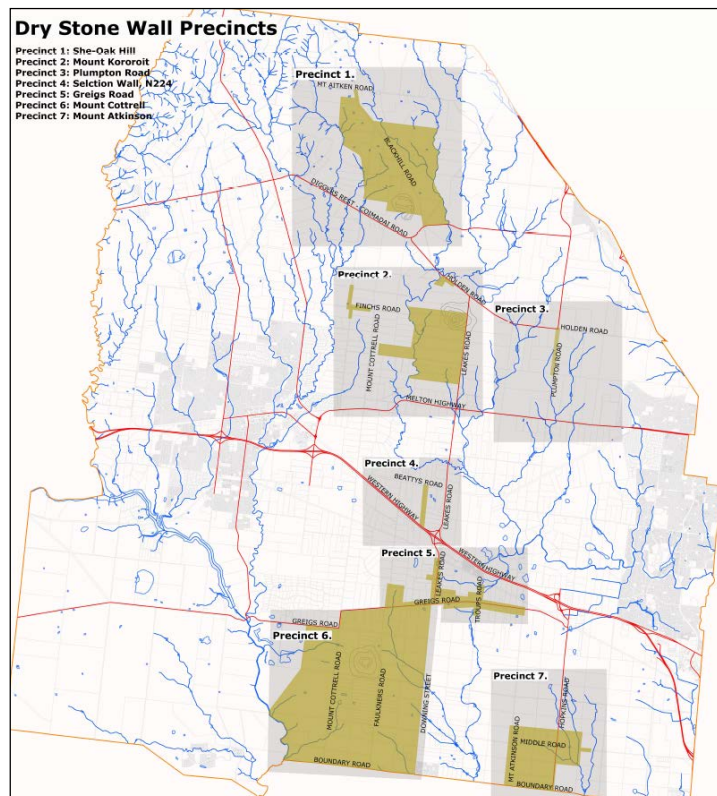 Dry Stone Wall Precincts
Precinct 1: She-Oak Hill
Precinct 2: Mount Kororoit
Precinct 3: Plumpton Road
Precinct 4: Selction Wall, N224
Precinct 5: Greigs Road
Precinct 6: Mount Cottrell
Precinct 7: Mount Atkinson
Precinct 1.
MT AITKEN ROAD
BLACKHILL ROAD
DIGGERS REST - COIMADAI ROAD
Precinct 2.
HOLDEN ROAD
FINCHS ROAD
MOUNT COTTRELL ROAD
LEAKES ROAD
Precinct 3.
HOLDEN ROAD
PLUMPTON ROAD
MELTON HIGHWAY
Precinct 4.
BEATTYS ROAD
WESTERN HIGHWAY
LEAKES ROAD
Precinct 5.
WESTERN HIGHWAY
LEAKES ROAD
GREIGS ROAD
TROUPS ROAD
GREIGS ROAD
Precinct 6.
MOUNT COTTRELL ROAD
FAULKNERS ROAD
DOWNING STREET
BOUNDARY ROAD
Precinct 7.
HOPKINS ROAD
MT ATKINSON ROAD
MIDDLE ROAD
BOUNDARY ROAD